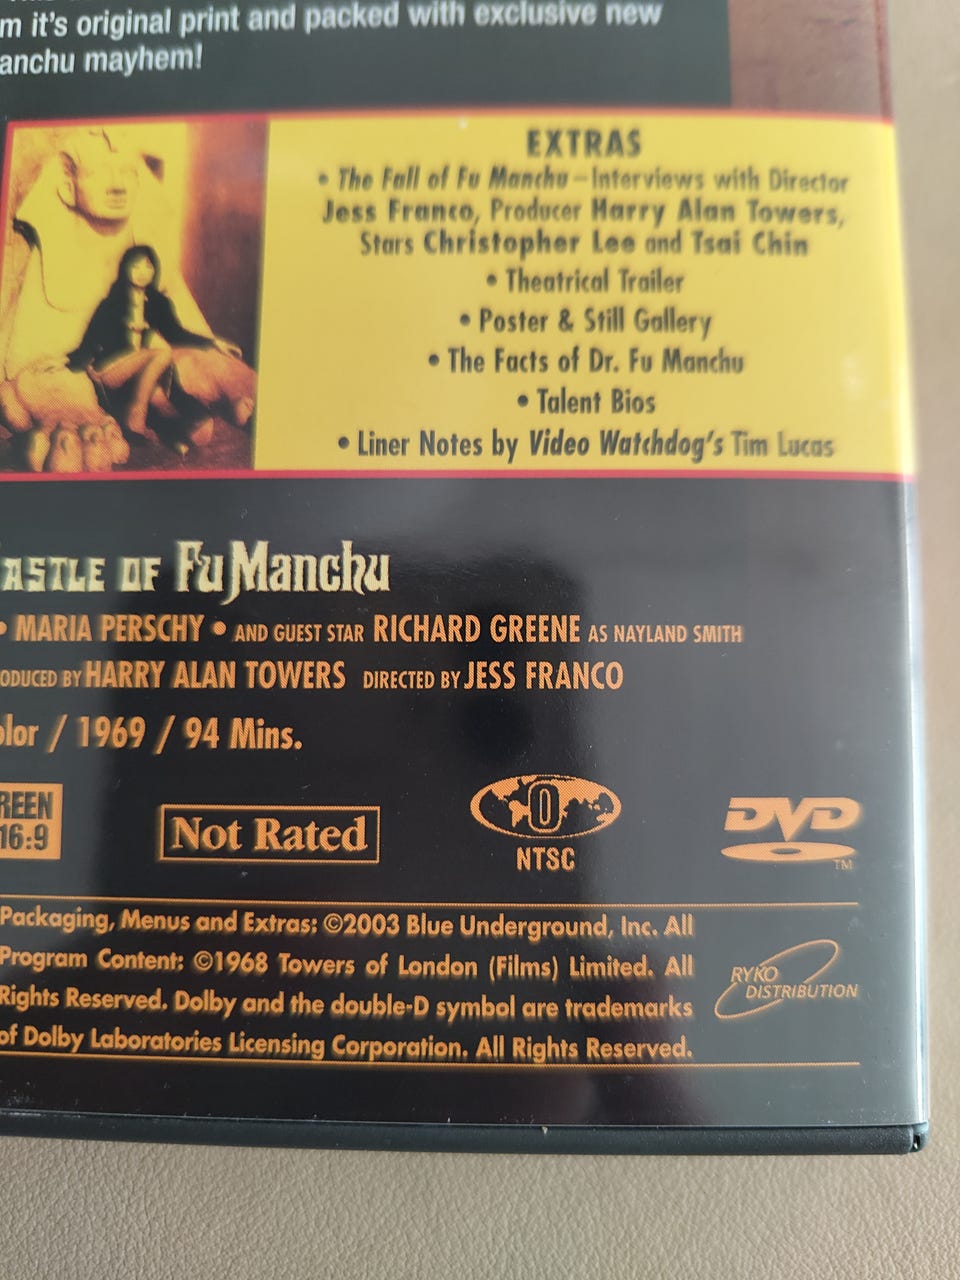 m it's original print and packed with exclusive new
anchu mayhem!
EXTRAS
• The Fall of Fu Manchu – Interviews with Director
Jess Franco, Producer Harry Alan Towers,
Stars Christopher Lee and Tsai Chin
• Theatrical Trailer
• Poster & Still Gallery
• The Facts of Dr. Fu Manchu
• Talent Bios
• Liner Notes by Video Watchdog's Tim Lucas
ASTLE OF Fu Manchu
• MARIA PERSCHY • AND GUEST STAR RICHARD GREENE AS NAYLAND SMITH
ODUCED BY HARRY ALAN TOWERS DIRECTED BY JESS FRANCO
olor / 1969 / 94 Mins.
REEN
16:9
Not Rated
0
NTSC
DVD
TM
Packaging, Menus and Extras: ©2003 Blue Underground, Inc. All
Program Content: ©1968 Towers of London (Films) Limited. All
Rights Reserved. Dolby and the double-D symbol are trademarks
of Dolby Laboratories Licensing Corporation. All Rights Reserved.
RYKO
DISTRIBUTION